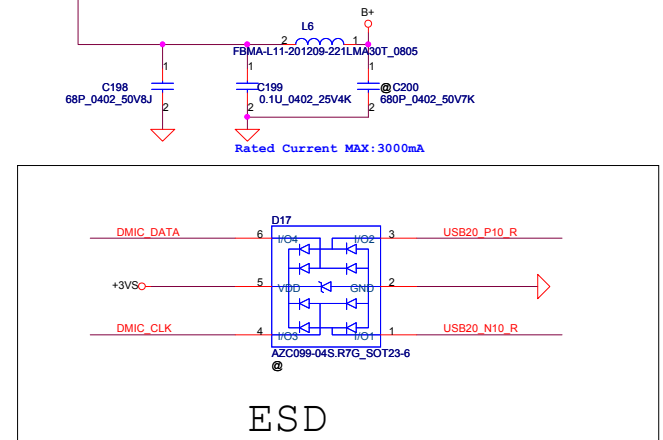 B+
L6
2 1
FBMA-L11-201209-221LMA30T_0805
1 1 1
C198 C199 @ C200
68P_0402_50V8J 0.1U_0402_25V4K 680P_0402_50V7K
2 2 2
Rated Current MAX:3000mA
D17
DMIC_DATA 6 I/O4 I/O2 3 USB20_P10_R
+3VS 5 VDD GND 2
DMIC_CLK 4 I/O3 I/O1 1 USB20_N10_R
AZC099-04S.R7G_SOT23-6
@
ESD